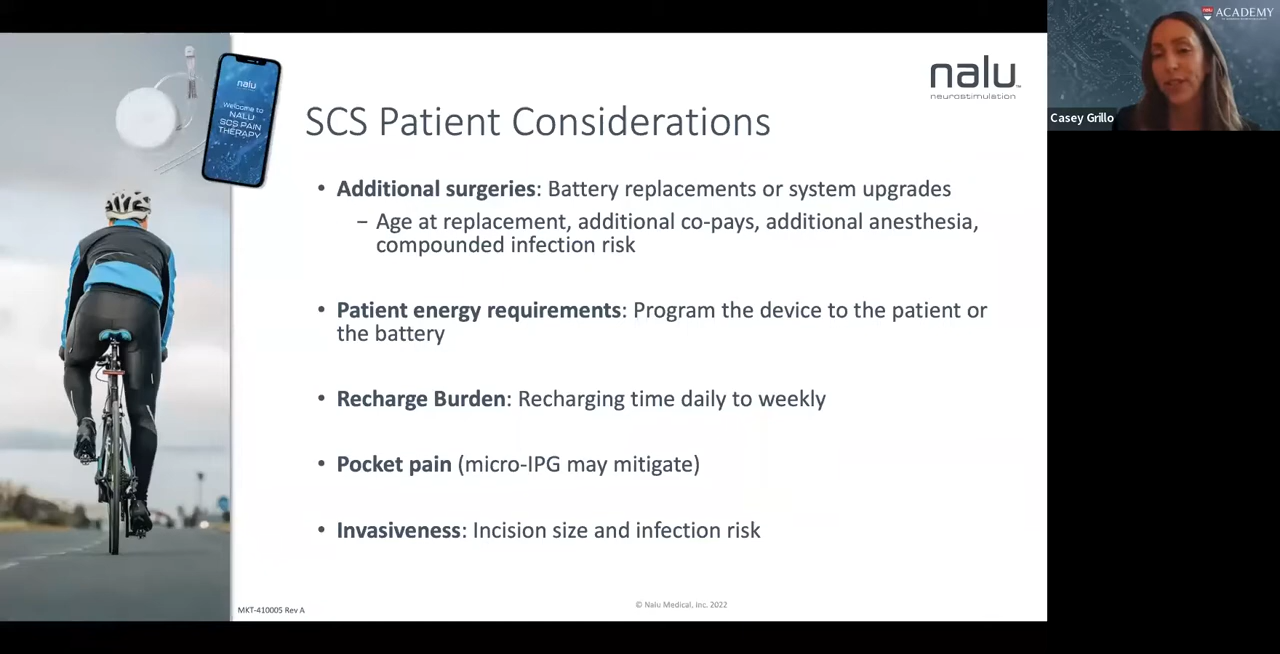 nalu
ACADEMY
nalu
neurostimulation
nalu
Welcome to
NALU
SCS PAIN
THERAPY
SCS Patient Considerations
Casey Grillo
• Additional surgeries: Battery replacements or system upgrades
– Age at replacement, additional co-pays, additional anesthesia,
compounded infection risk
• Patient energy requirements: Program the device to the patient or
the battery
• Recharge Burden: Recharging time daily to weekly
• Pocket pain (micro-IPG may mitigate)
• Invasiveness: Incision size and infection risk
MKT-410005 Rev A
© Nalu Medical, Inc. 2022